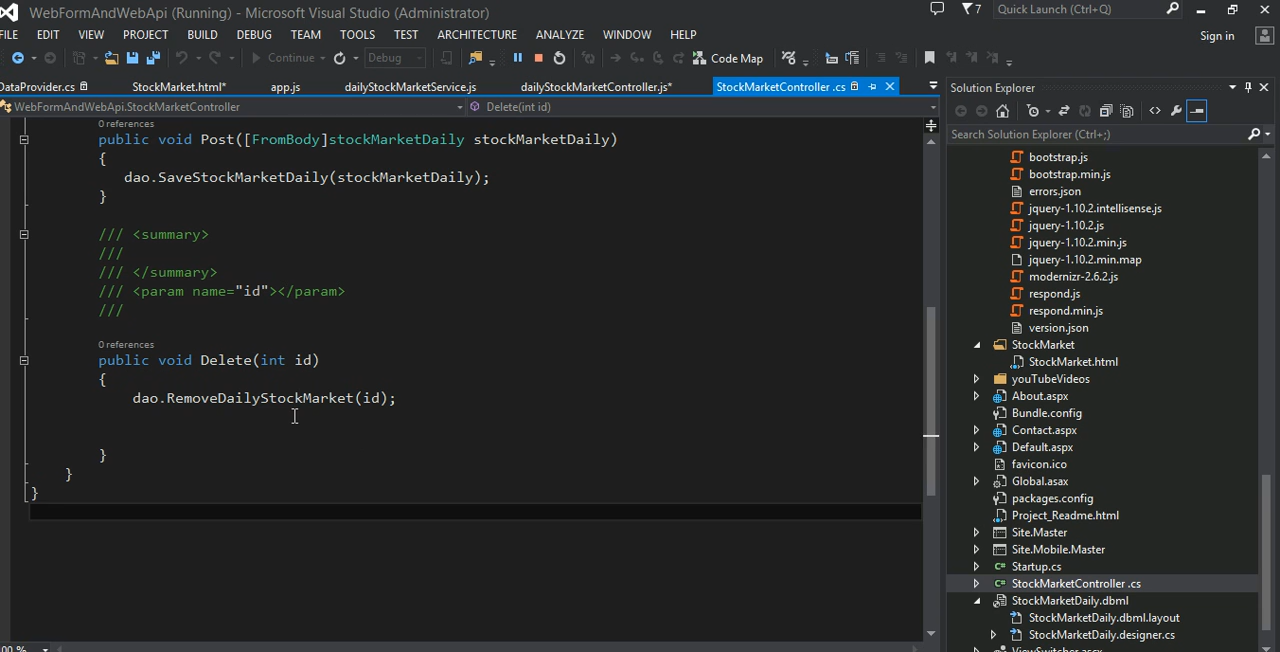 WebFormAndWebApi (Running) - Microsoft Visual Studio (Administrator)
7
Quick Launch (Ctrl+Q)
FILE EDIT VIEW PROJECT BUILD DEBUG TEAM TOOLS TEST ARCHITECTURE ANALYZE WINDOW HELP
Sign in
Continue
Debug
Code Map
DataProvider.cs
StockMarket.html*
app.js
dailyStockMarketService.js
dailyStockMarketController.js*
StockMarketController .cs
WebFormAndWebApi.StockMarketController
Delete(int id)
0 references
public void Post([FromBody]stockMarketDaily stockMarketDaily)
{
dao.SaveStockMarketDaily(stockMarketDaily);
}
/// <summary>
///
/// </summary>
/// <param name="id"></param>
///
0 references
public void Delete(int id)
{
dao.RemoveDailyStockMarket(id);
}
}
}
00 %
Solution Explorer
Search Solution Explorer (Ctrl+;)
bootstrap.js
bootstrap.min.js
errors.json
jquery-1.10.2.intellisense.js
jquery-1.10.2.js
jquery-1.10.2.min.js
jquery-1.10.2.min.map
modernizr-2.6.2.js
respond.js
respond.min.js
version.json
StockMarket
StockMarket.html
youTubeVideos
About.aspx
Bundle.config
Contact.aspx
Default.aspx
favicon.ico
Global.asax
packages.config
Project_Readme.html
Site.Master
Site.Mobile.Master
Startup.cs
StockMarketController .cs
StockMarketDaily.dbml
StockMarketDaily.dbml.layout
StockMarketDaily.designer.cs
ViewSwitcher.ascx